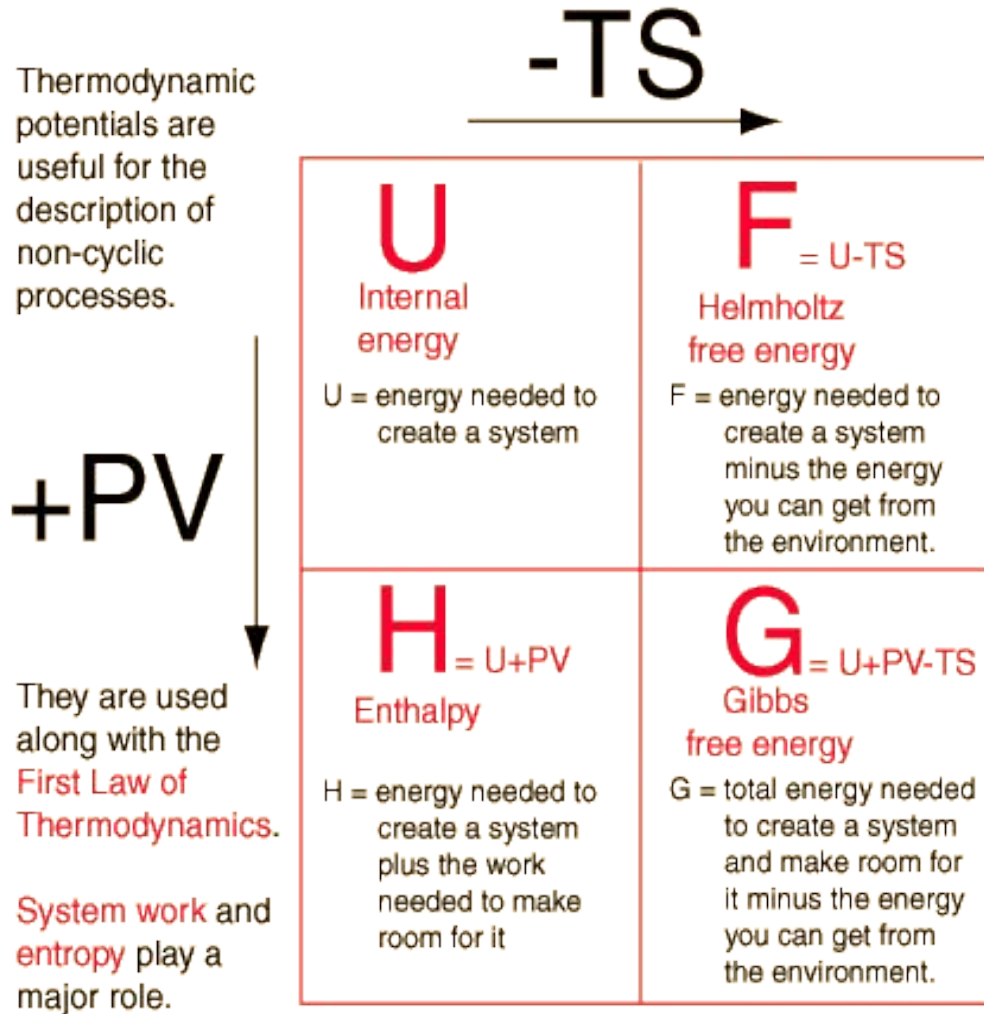 -TS
Thermodynamic
potentials are
useful for the
description of
non-cyclic
processes.
+PV
They are used
along with the
First Law of
Thermodynamics.
System work and
entropy play a
major role.
U
Internal
energy
U = energy needed to
create a system
F = U-TS
Helmholtz
free energy
F = energy needed to
create a system
minus the energy
you can get from
the environment.
H = U+PV
Enthalpy
H = energy needed to
create a system
plus the work
needed to make
room for it
G = U+PV-TS
Gibbs
free energy
G = total energy needed
to create a system
and make room for
it minus the energy
you can get from
the environment.